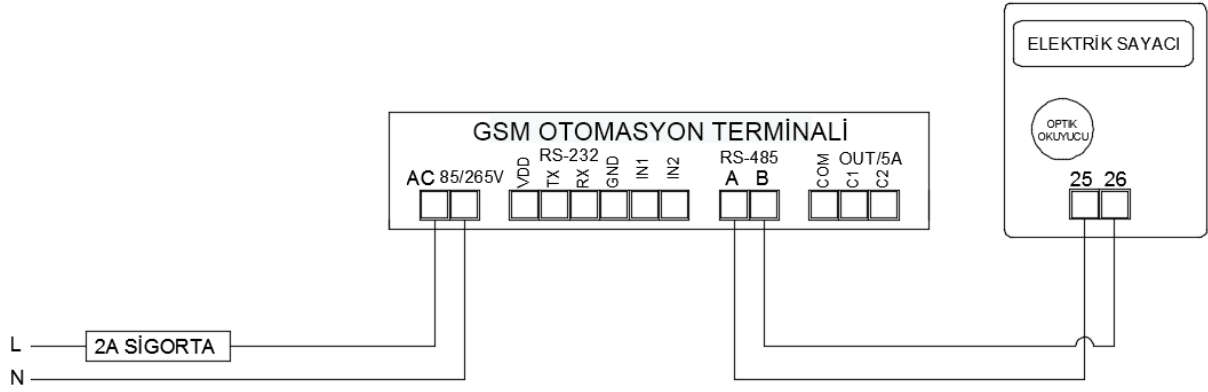 ELEKTRİK SAYACI
OPTIK
OKUYUCU
25 26
GSM OTOMASYON TERMİNALİ
RS-232
RS-485
OUT/5A
AC 85/265V
VDD
TX
RX
GND
IN1
IN2
A B
COM
C1
C2
L
2A SİGORTA
N